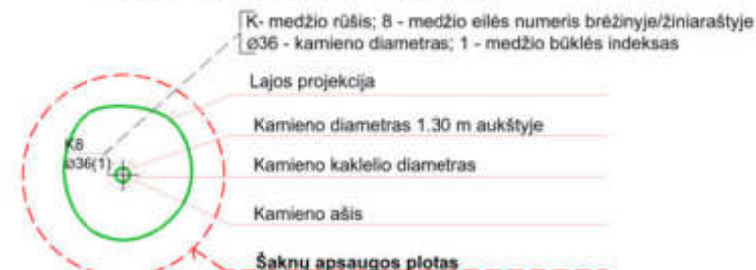 K- medžio rūšis; 8 - medžio eilės numeris brėžinyje/žiniaraštyje
ø36 - kamieno diametras; 1 - medžio būklės indeksas
Lajos projekcija
K8
ø36(1)
Kamieno diametras 1.30 m aukštyje
Kamieno kaklelio diametras
Kamieno ašis
Šaknų apsaugos plotas